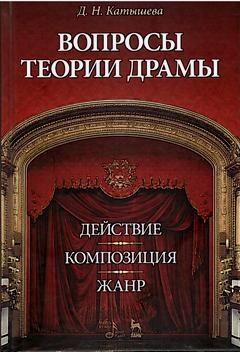 Д. Н. Катышева
ВОПРОСЫ
ТЕОРИИ ДРАМЫ
ДЕЙСТВИЕ
КОМПОЗИЦИЯ
ЖАНР